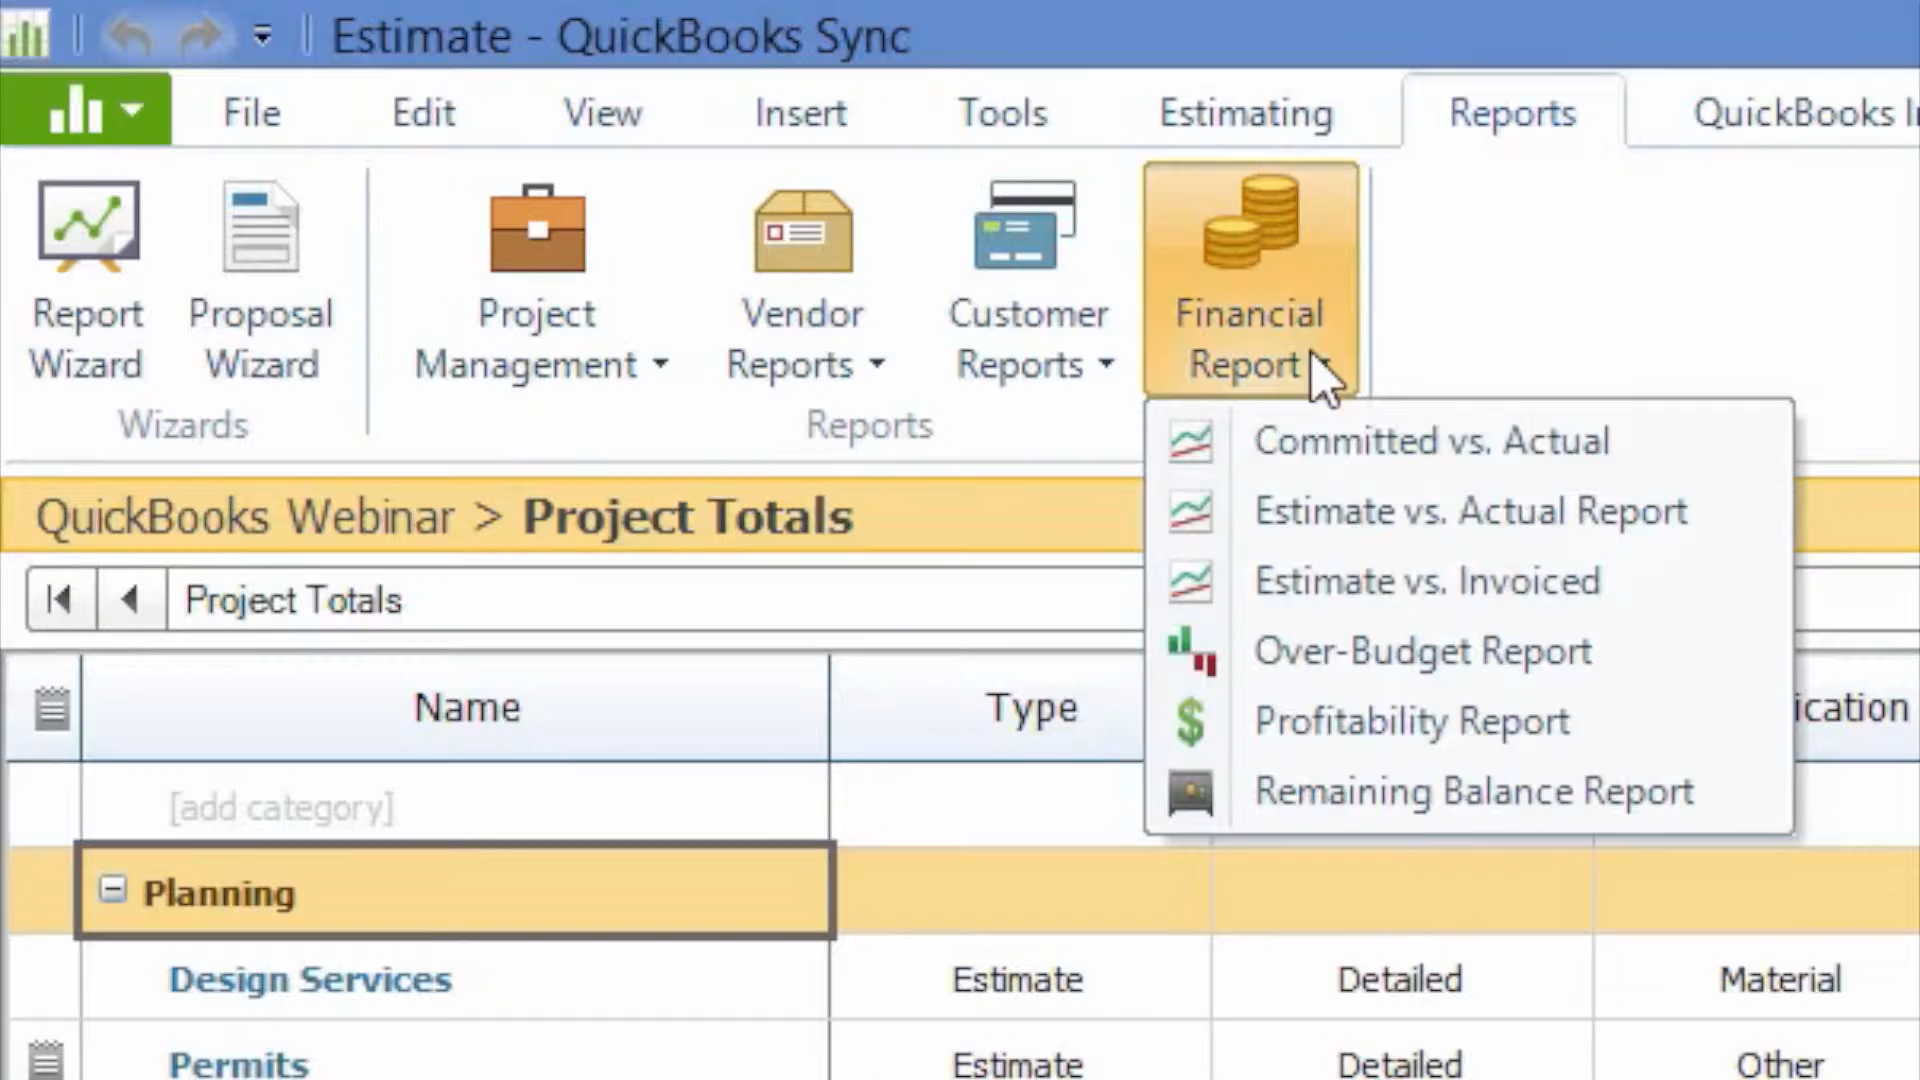 Estimate - QuickBooks Sync
File Edit View Insert Tools Estimating Reports QuickBooks
Report Wizard
Proposal Wizard
Project Management
Vendor Reports
Customer Reports
Financial Report
Wizards
Reports
Committed vs. Actual
Estimate vs. Actual Report
Estimate vs. Invoiced
Over-Budget Report
Profitability Report
Remaining Balance Report
QuickBooks Webinar > Project Totals
Project Totals
Name Type ication
[add category]
Planning
Design Services Estimate Detailed Material
Permits Estimate Detailed Other